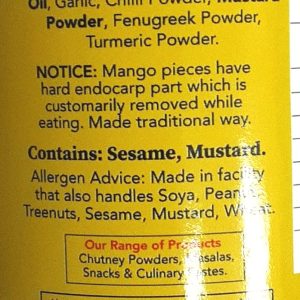 Oil, Garlic, Chilli Powder, Mustard
Powder, Fenugreek Powder,
Turmeric Powder.
NOTICE: Mango pieces have
hard endocarp part which is
customarily removed while
eating. Made traditional way.
Contains: Sesame, Mustard.
Allergen Advice: Made in facility
that also handles Soya, Peanut,
Treenuts, Sesame, Mustard, Wheat.
Our Range of Products
Chutney Powders, Masalas,
Snacks & Culinary Pastes.